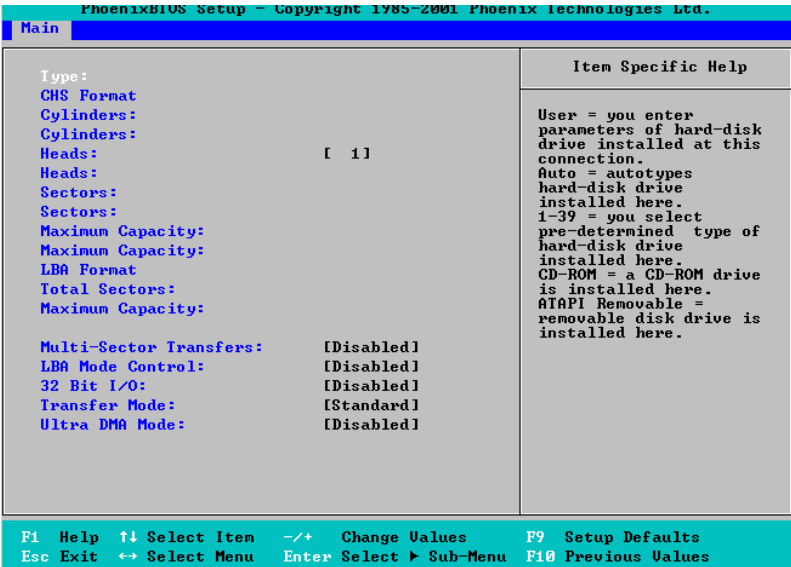 PhoenixBIOS Setup - Copyright 1985-2001 Phoenix Technologies Ltd.
Main
Type:
CHS Format
Cylinders:
Cylinders:
Heads: [ 1]
Heads:
Sectors:
Sectors:
Maximum Capacity:
Maximum Capacity:
LBA Format
Total Sectors:
Maximum Capacity:
Multi-Sector Transfers: [Disabled]
LBA Mode Control: [Disabled]
32 Bit I/O: [Disabled]
Transfer Mode: [Standard]
Ultra DMA Mode: [Disabled]
Item Specific Help
User = you enter
parameters of hard-disk
drive installed at this
connection.
Auto = autotypes
hard-disk drive
installed here.
1-39 = you select
pre-determined type of
hard-disk drive
installed here.
CD-ROM = a CD-ROM drive
is installed here.
ATAPI Removable =
removable disk drive is
installed here.
F1 Help ↑↓ Select Item -/+ Change Values F9 Setup Defaults
Esc Exit ↔ Select Menu Enter Select ▶ Sub-Menu F10 Previous Values